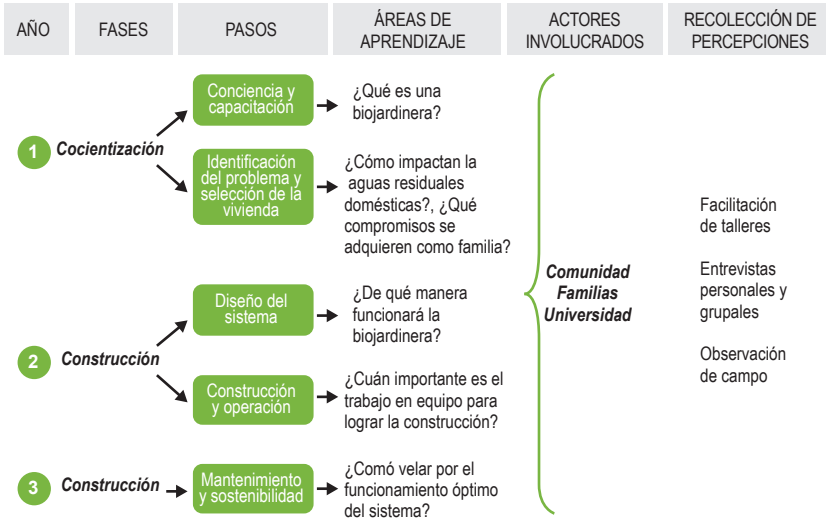 AÑO
FASES
PASOS
ÁREAS DE
APRENDIZAJE
ACTORES
INVOLUCRADOS
RECOLECCIÓN DE
PERCEPCIONES
1
Cocientización
Conciencia y
capacitación
¿Qué es una
biojardinera?
Identificación
del problema y
selección de la
vivienda
¿Cómo impactan la
aguas residuales
domésticas?, ¿Qué
compromisos se
adquieren como familia?
2
Construcción
Diseño del
sistema
¿De qué manera
funcionará la
biojardinera?
Construcción
y operación
¿Cuán importante es el
trabajo en equipo para
lograr la construcción?
3
Construcción
Mantenimiento
y sostenibilidad
¿Comó velar por el
funcionamiento óptimo
del sistema?
Comunidad
Familias
Universidad
Facilitación
de talleres
Entrevistas
personales y
grupales
Observación
de campo